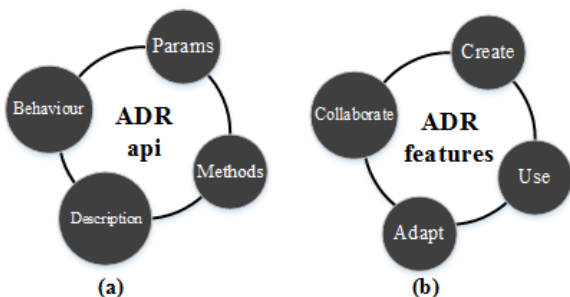 Params
Behaviour
ADR
api
Methods
Description
(a)
Create
Collaborate
ADR
features
Use
Adapt
(b)